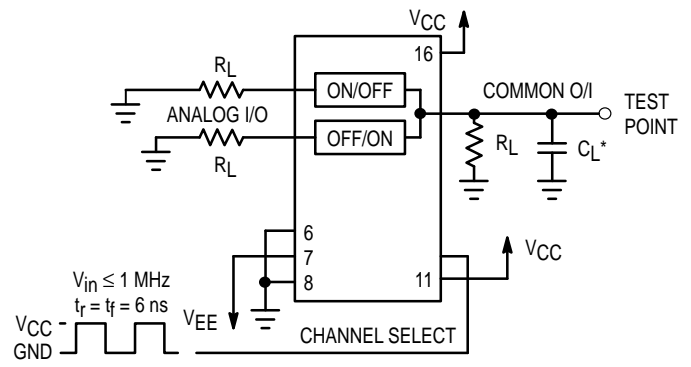 VCC
16
RL
ON/OFF
COMMON O/I
TEST
POINT
ANALOG I/O
OFF/ON
RL
RL
CL*
6
7
8
11
VCC
Vin ≤ 1 MHz
tr = tf = 6 ns
VCC
GND
VEE
CHANNEL SELECT